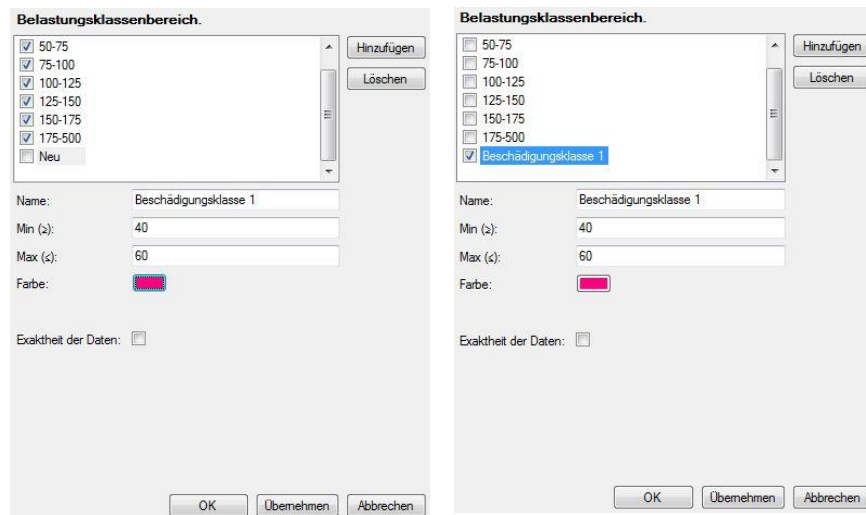 Belastungsklassenbereich.
50-75
75-100
100-125
125-150
150-175
175-500
Neu
Hinzufügen
Löschen
Name: Beschädigungsklasse 1
Min (≥): 40
Max (≤): 60
Farbe:
Exaktheit der Daten:
OK Übernehmen Abbrechen
Belastungsklassenbereich.
50-75
75-100
100-125
125-150
150-175
175-500
Beschädigungsklasse 1
Hinzufügen
Löschen
Name: Beschädigungsklasse 1
Min (≥): 40
Max (≤): 60
Farbe:
Exaktheit der Daten:
OK Übernehmen Abbrechen